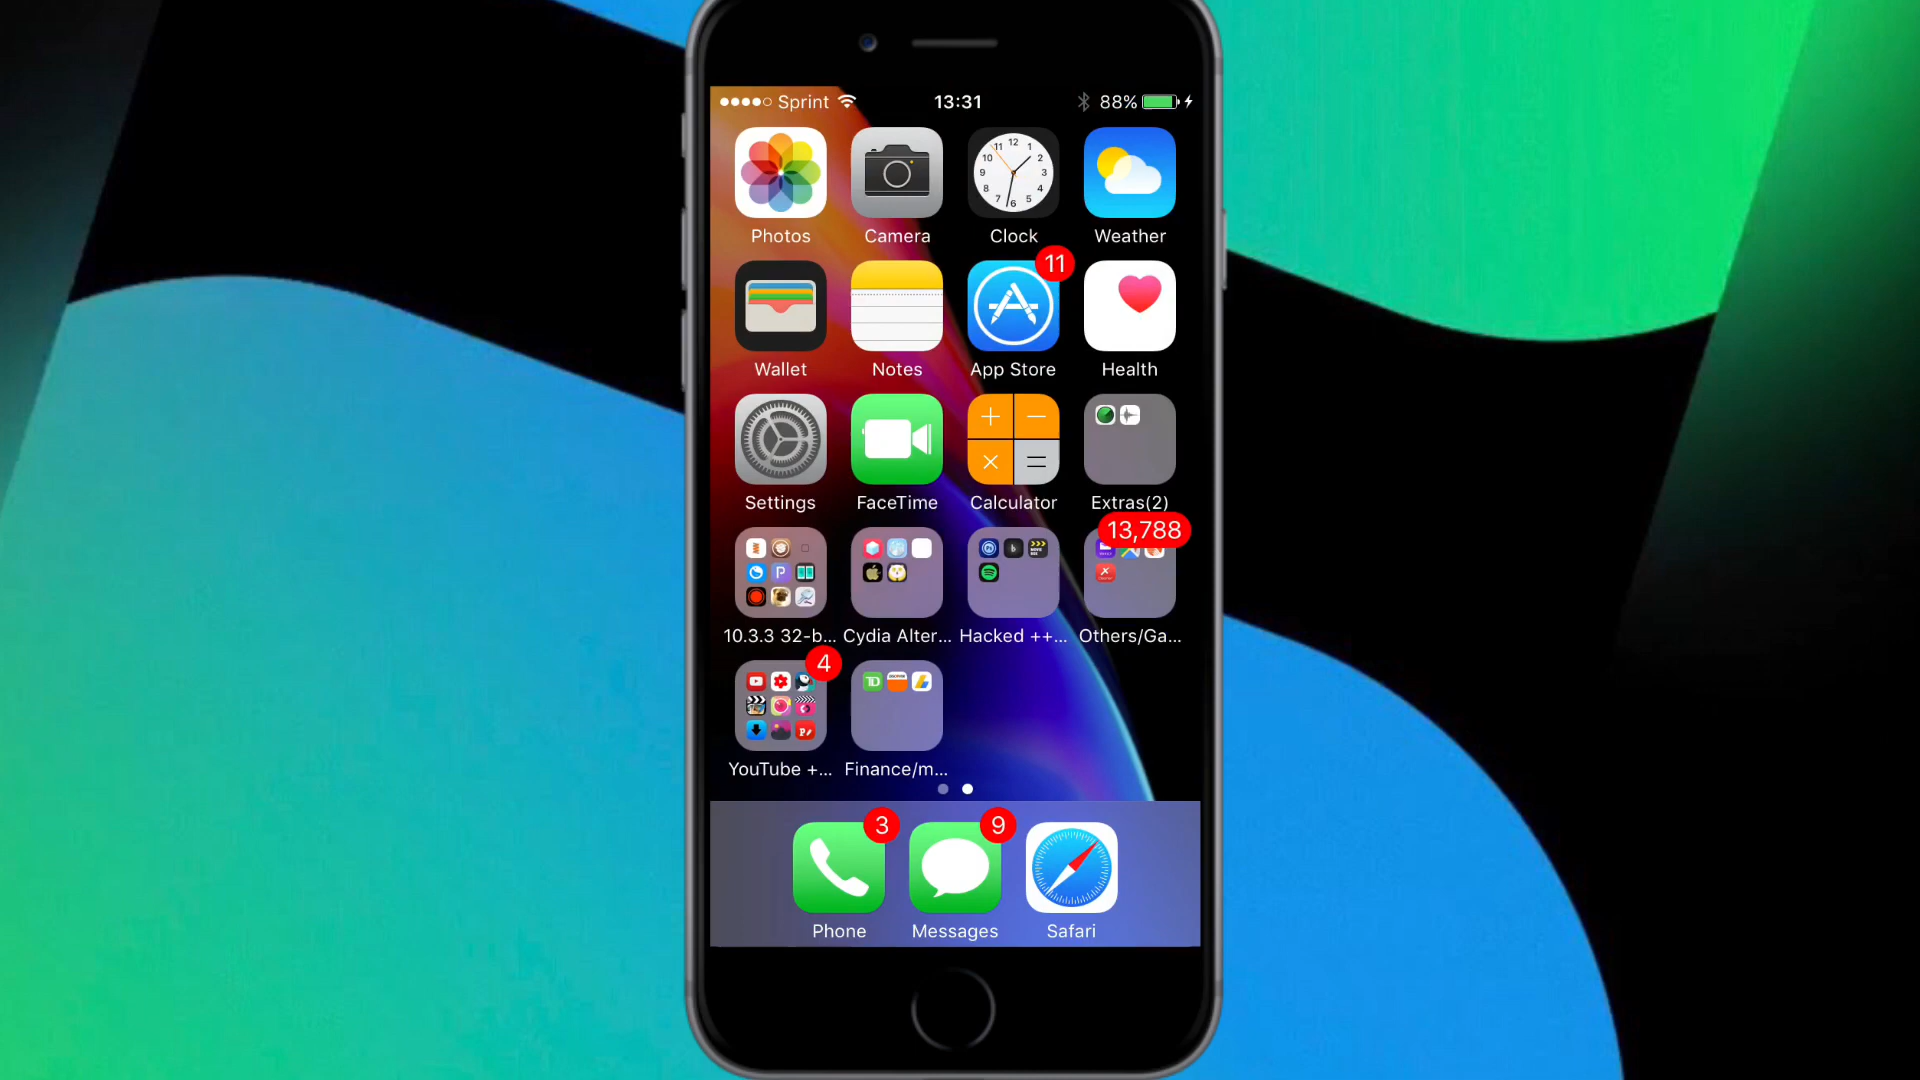 Sprint 13:31 88%
Photos Camera Clock Weather
11
Wallet Notes App Store Health
Settings FaceTime Calculator Extras(2)
13,788
10.3.3 32-b... Cydia Alter... Hacked ++... Others/Ga...
4
YouTube +... Finance/m...
3 9
Phone Messages Safari